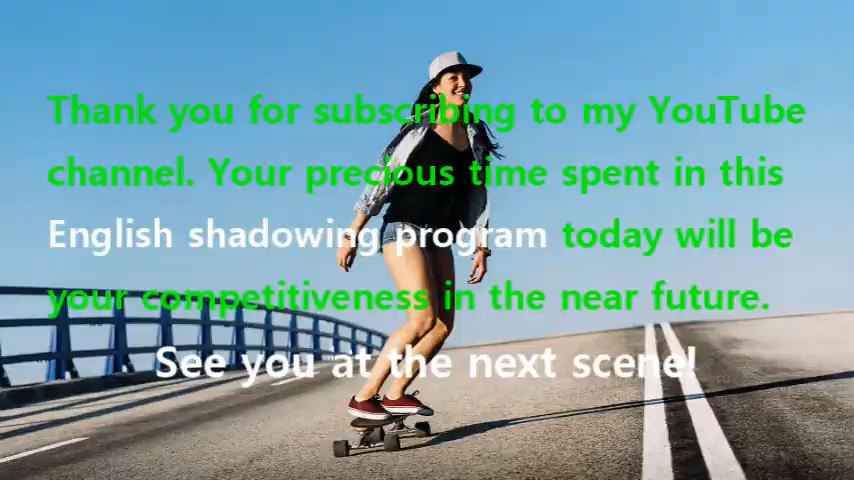 Thank you for subscribing to my YouTube
channel. Your precious time spent in this
English shadowing program today will be
your competitiveness in the near future.
See you at the next scene!